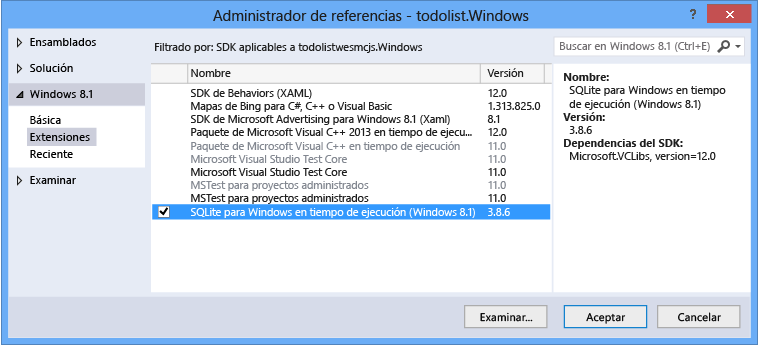 Administrador de referencias - todolist.Windows
?
Ensamblados
Solución
Windows 8.1
Básica
Extensiones
Reciente
Examinar
Filtrado por: SDK aplicables a todolistwesmcjs.Windows
Buscar en Windows 8.1 (Ctrl+E)
Nombre Versión
SDK de Behaviors (XAML) 12.0
Mapas de Bing para C#, C++ o Visual Basic 1.313.825.0
SDK de Microsoft Advertising para Windows 8.1 (Xaml) 8.1
Paquete de Microsoft Visual C++ 2013 en tiempo de ejecu... 12.0
Paquete de Microsoft Visual C++ en tiempo de ejecución 11.0
Microsoft Visual Studio Test Core 11.0
Microsoft Visual Studio Test Core 11.0
MSTest para proyectos administrados 11.0
MSTest para proyectos administrados 11.0
SQLite para Windows en tiempo de ejecución (Windows 8.1) 3.8.6
Nombre:
SQLite para Windows en tiempo
de ejecución (Windows 8.1)
Versión:
3.8.6
Dependencias del SDK:
Microsoft.VCLibs, version=12.0
Examinar...
Aceptar
Cancelar